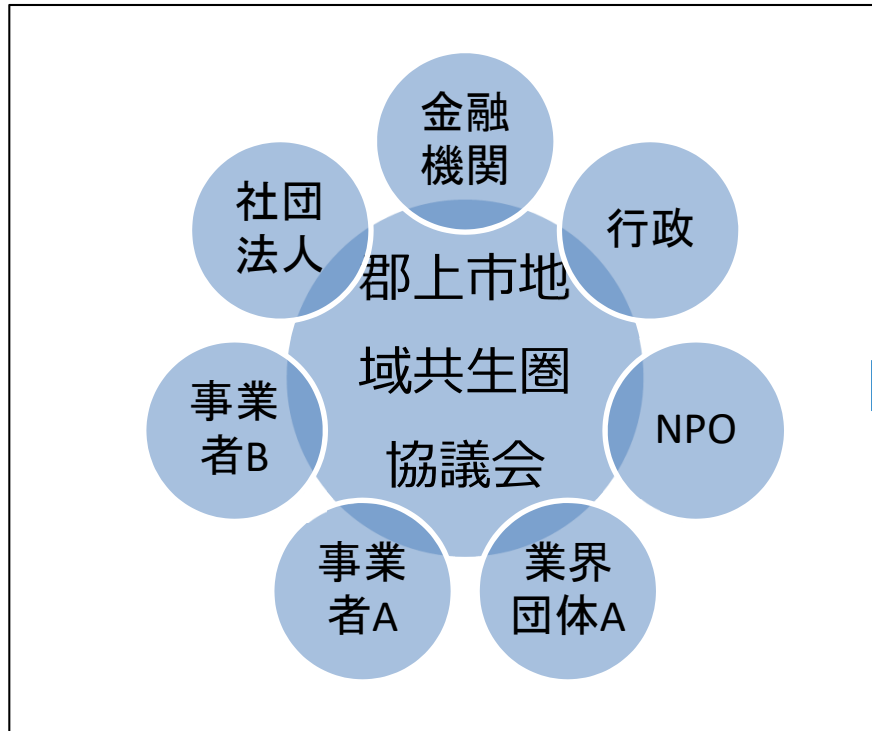 金融
機関
社団
法人
行政
郡上市地
域共生圏
協議会
事業
者B
NPO
事業
者A
業界
団体A